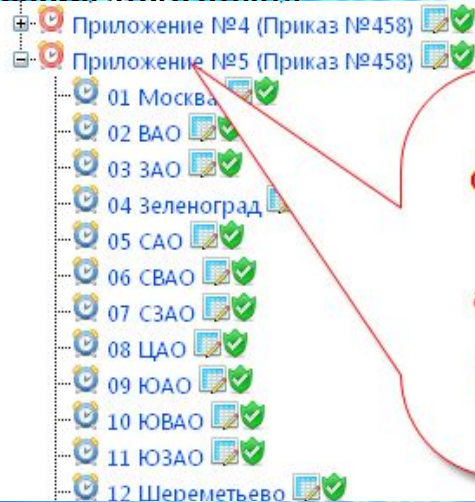 Приложение №4 (Приказ №458)
Приложение №5 (Приказ №458)
01 Москва
02 ВАО
03 ЗАО
04 Зеленоград
05 САО
06 СВАО
07 СЗАО
08 ЦАО
09 ЮАО
10 ЮВАО
11 ЮЗАО
12 Шереметьево